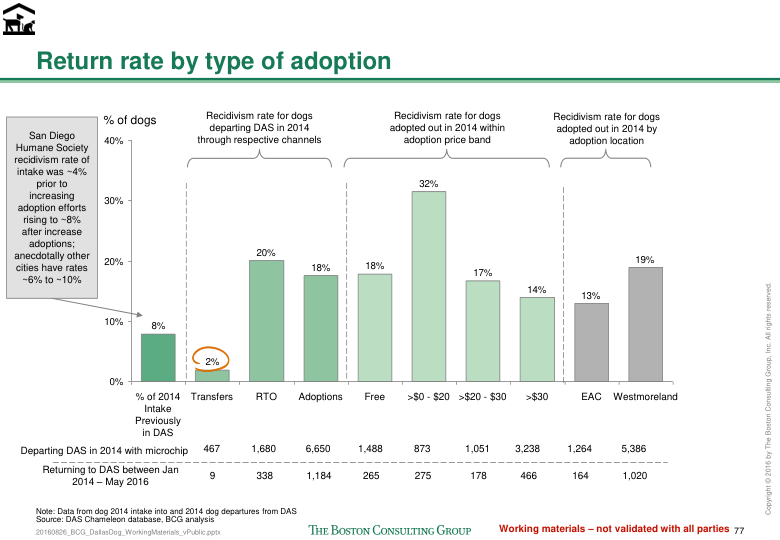 Return rate by type of adoption
% of dogs
San Diego
Humane Society
recidivism rate of
intake was ~4%
prior to
increasing
adoption efforts
rising to ~8%
after increase
adoptions;
anecdotally other
cities have rates
~6% to ~10%
Recidivism rate for dogs
departing DAS in 2014
through respective channels
Recidivism rate for dogs
adopted out in 2014 within
adoption price band
Recidivism rate for dogs
adopted out in 2014 by
adoption location
40%
30%
20%
10%
0%
8%
2%
20%
18%
18%
32%
17%
14%
13%
19%
% of 2014
Intake
Previously
in DAS
Transfers
RTO
Adoptions
Free
>$0 - $20
>$20 - $30
>$30
EAC
Westmoreland
Departing DAS in 2014 with microchip 467 1,680 6,650 1,488 873 1,051 3,238 1,264 5,386
Returning to DAS between Jan
2014 – May 2016 9 338 1,184 265 275 178 466 164 1,020
Note: Data from dog 2014 intake into and 2014 dog departures from DAS
Source: DAS Chameleon database, BCG analysis
20160826_BCG_DallasDog_WorkingMaterials_vPublic.pptx
THE BOSTON CONSULTING GROUP
Working materials – not validated with all parties 77
Copyright © 2016 by The Boston Consulting Group, Inc. All rights reserved.